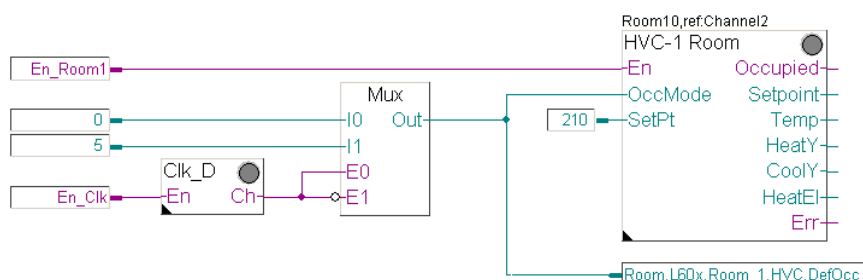 Room10,ref:Channel2
HVC-1 Room
En_Room1
En Occupied
Mux
OccMode Setpoint
0
I0 Out
210
SetPt Temp
5
I1
HeatY
Clk_D
E0
CoolY
En_Clk
En Ch
E1
HeatEl
Err
Room.L60x.Room_1.HVC.DefOcc